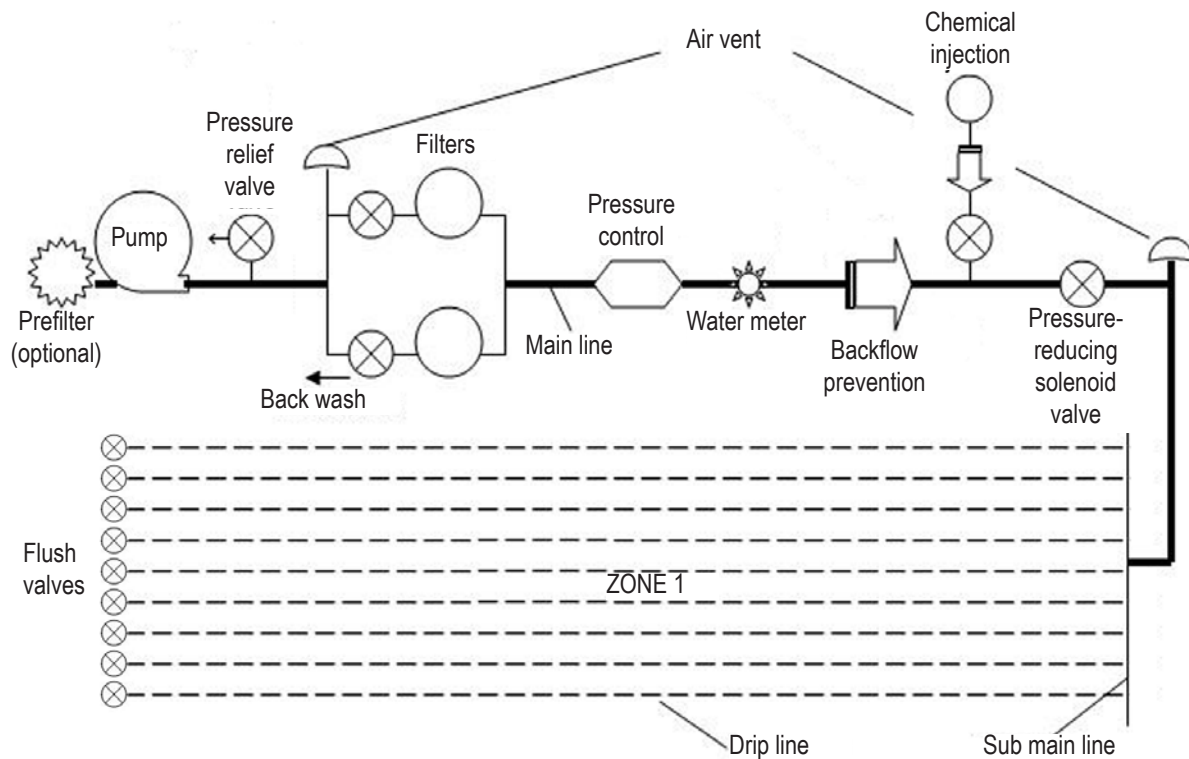 Air vent
Chemical
injection
Pressure
relief
valve
Filters
Pressure
control
Pump
Prefilter
(optional)
Main line
Water meter
Back wash
Backflow
prevention
Pressure-
reducing
solenoid
valve
Flush
valves
ZONE 1
Drip line
Sub main line